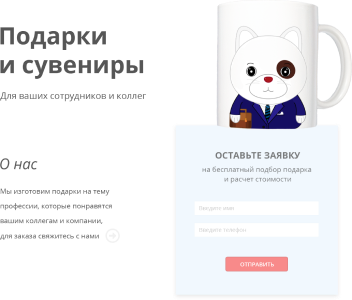 Подарки
и сувениры
Для ваших сотрудников и коллег
О нас
Мы изготовим подарки на тему
профессии, которые понравятся
вашим коллегам и компании,
для заказа свяжитесь с нами
ОСТАВЬТЕ ЗАЯВКУ
на бесплатный подбор подарка
и расчет стоимости
Введите имя
Введите телефон
ОТПРАВИТЬ